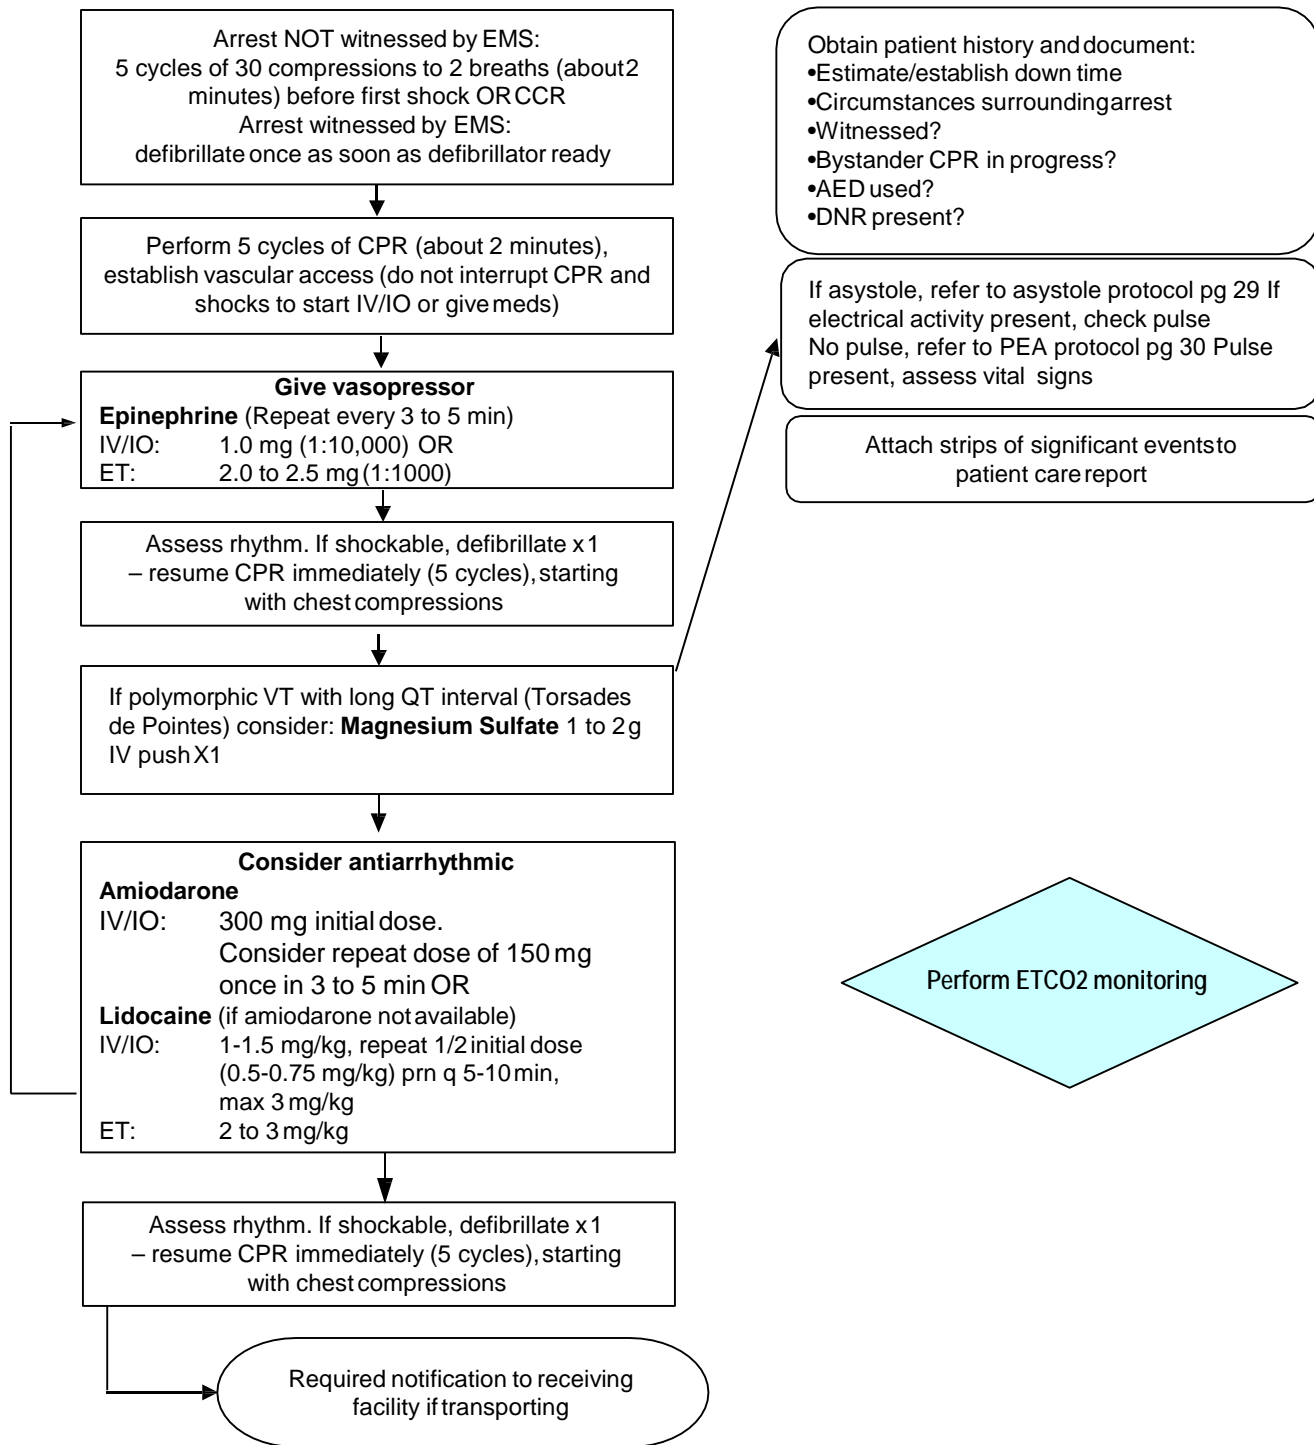 Arrest NOT witnessed by EMS:
5 cycles of 30 compressions to 2 breaths (about 2
minutes) before first shock OR CCR
Arrest witnessed by EMS:
defibrillate once as soon as defibrillator ready
Perform 5 cycles of CPR (about 2 minutes),
establish vascular access (do not interrupt CPR and
shocks to start IV/IO or give meds)
Give vasopressor
Epinephrine (Repeat every 3 to 5 min)
IV/IO: 1.0 mg (1:10,000) OR
ET: 2.0 to 2.5 mg (1:1000)
Assess rhythm. If shockable, defibrillate x 1
– resume CPR immediately (5 cycles), starting
with chest compressions
If polymorphic VT with long QT interval (Torsades
de Pointes) consider: Magnesium Sulfate 1 to 2 g
IV push X1
Consider antiarrhythmic
Amiodarone
IV/IO: 300 mg initial dose.
Consider repeat dose of 150 mg
once in 3 to 5 min OR
Lidocaine (if amiodarone not available)
IV/IO: 1-1.5 mg/kg, repeat 1/2 initial dose
(0.5-0.75 mg/kg) prn q 5-10 min,
max 3 mg/kg
ET: 2 to 3 mg/kg
Assess rhythm. If shockable, defibrillate x 1
– resume CPR immediately (5 cycles), starting
with chest compressions
Required notification to receiving
facility if transporting
Obtain patient history and document:
•Estimate/establish down time
•Circumstances surrounding arrest
•Witnessed?
•Bystander CPR in progress?
•AED used?
•DNR present?
If asystole, refer to asystole protocol pg 29 If
electrical activity present, check pulse
No pulse, refer to PEA protocol pg 30 Pulse
present, assess vital signs
Attach strips of significant events to
patient care report
Perform ETCO2 monitoring